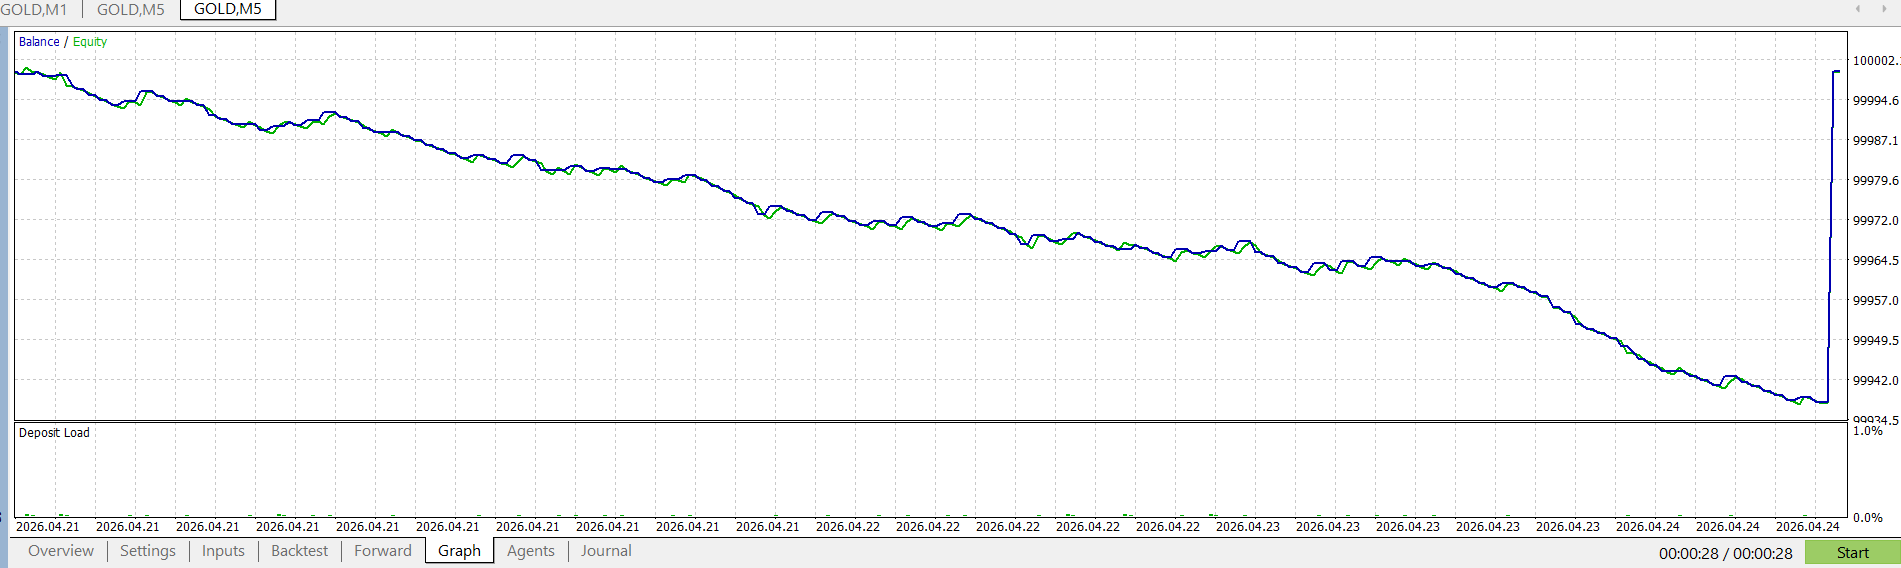 GOLD,M1 GOLD,M5 GOLD,M5
Balance / Equity
100002.
99994.6
99987.1
99979.6
99972.0
99964.5
99957.0
99949.5
99942.0
99934.5
Deposit Load
1.0%
0.0%
2026.04.21 2026.04.21 2026.04.21 2026.04.21 2026.04.21 2026.04.21 2026.04.21 2026.04.21 2026.04.21 2026.04.21 2026.04.22 2026.04.22 2026.04.22 2026.04.22 2026.04.22 2026.04.23 2026.04.23 2026.04.23 2026.04.23 2026.04.23 2026.04.24 2026.04.24 2026.04.24
Overview Settings Inputs Backtest Forward Graph Agents Journal 00:00:28 / 00:00:28 Start